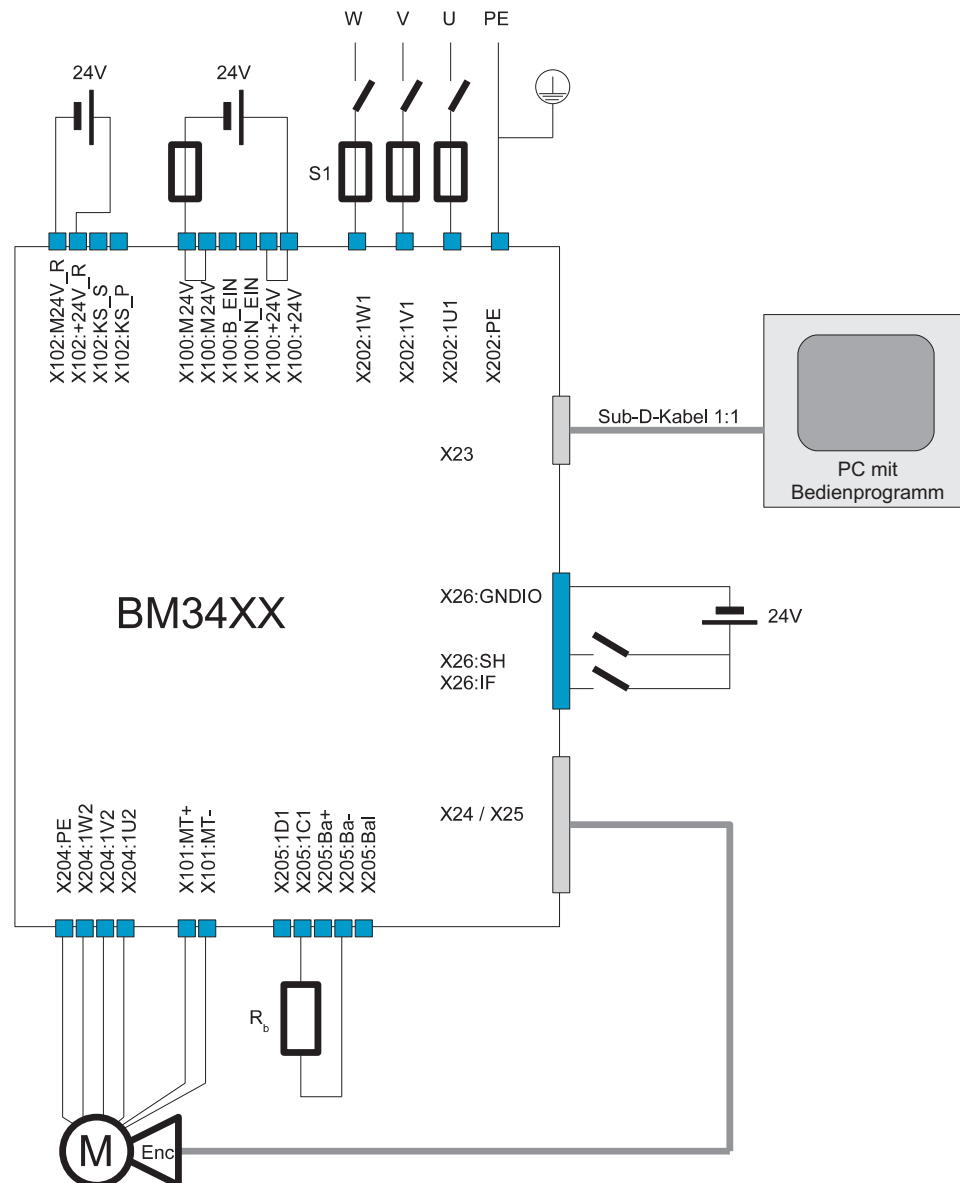 W V U PE
24V 24V
S1
X102:M24V_R
X102:+24V_R
X102:KS_S
X102:KS_P
X100:M24V
X100:M24V
X100:B_EIN
X100:N_EIN
X100:+24V
X100:+24V
X202:1W1
X202:1V1
X202:1U1
X202:PE
Sub-D-Kabel 1:1
X23
PC mit
Bedienprogramm
BM34XX
X26:GNDIO
24V
X26:SH
X26:IF
X24 / X25
X204:PE
X204:1W2
X204:1V2
X204:1U2
X101:MT+
X101:MT-
X205:1D1
X205:1C1
X205:Ba+
X205:Ba-
X205:Bal
Rb
M
Enc